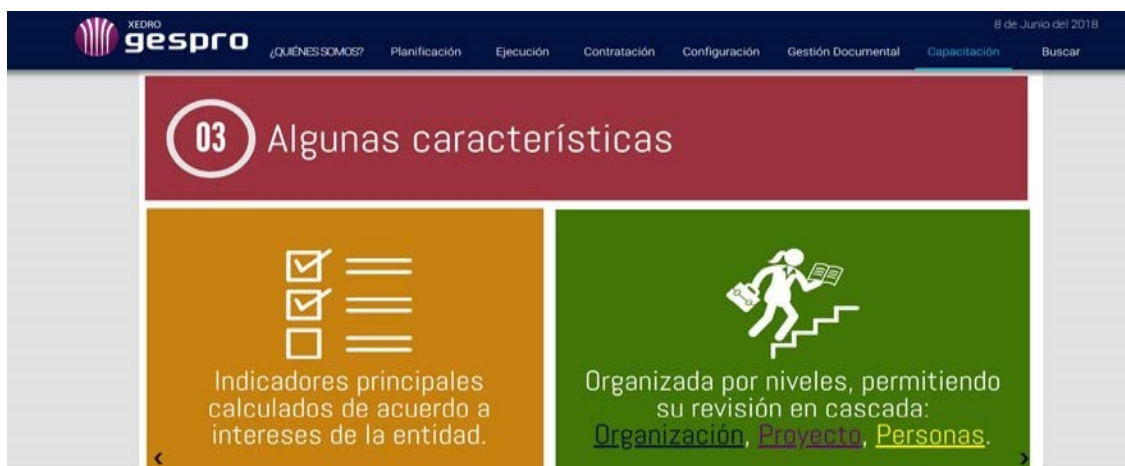 XEDRO
gespro
8 de Junio del 2018
¿QUIÉNES SOMOS? Planificación Ejecución Contratación Configuración Gestión Documental Capacitación Buscar
03 Algunas características
Indicadores principales
calculados de acuerdo a
intereses de la entidad.
Organizada por niveles, permitiendo
su revisión en cascada:
Organización, Proyecto, Personas.